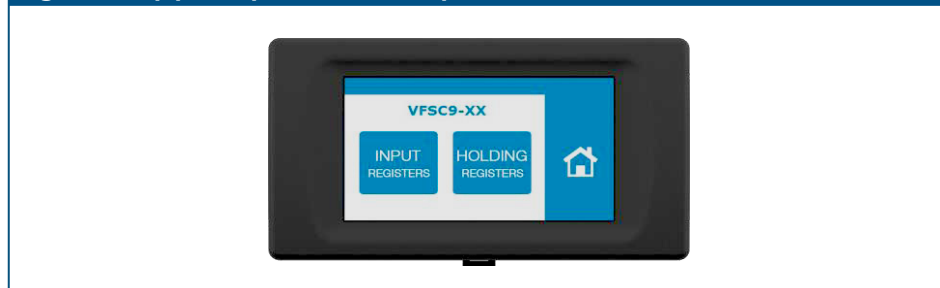 VFSC9-XX
INPUT
REGISTERS
HOLDING
REGISTERS